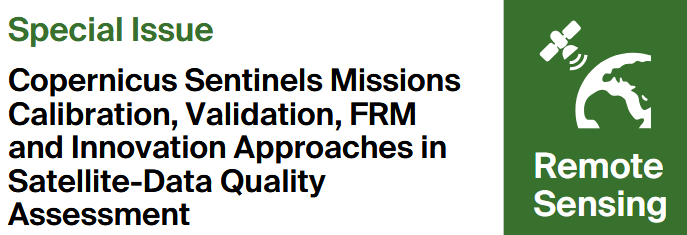 Special Issue
Copernicus Sentinels Missions
Calibration, Validation, FRM
and Innovation Approaches in
Satellite-Data Quality
Assessment
Remote
Sensing